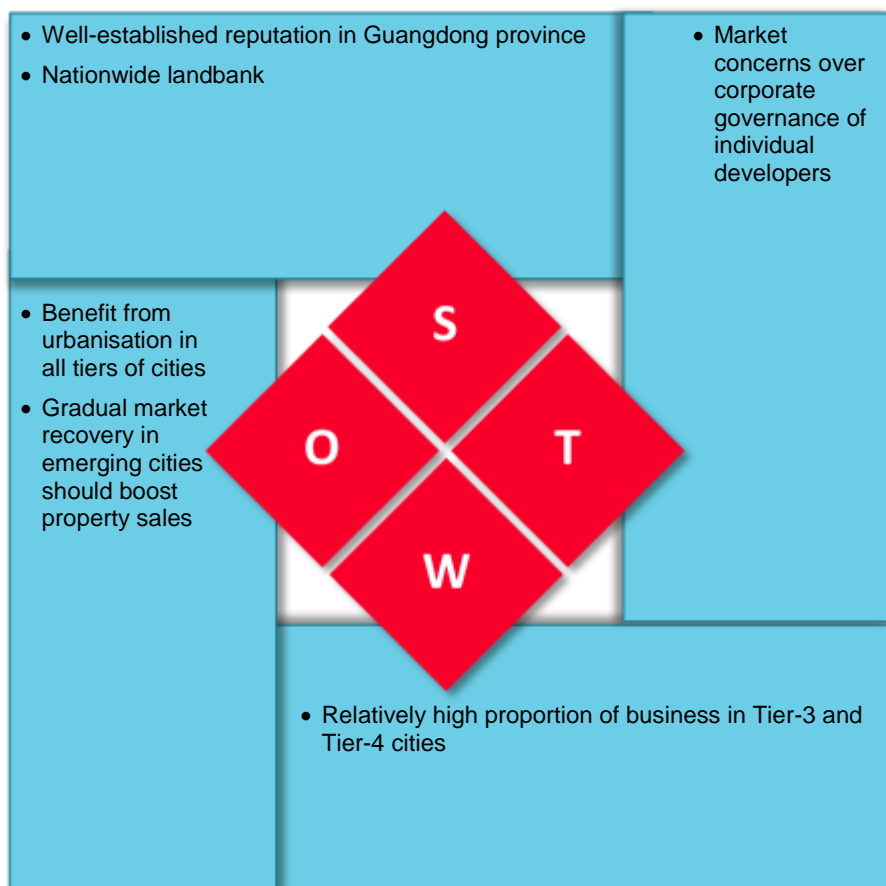 • Well-established reputation in Guangdong province
• Nationwide landbank
• Market
concerns over
corporate
governance of
individual
developers
• Benefit from
urbanisation in
all tiers of cities
• Gradual market
recovery in
emerging cities
should boost
property sales
S
O
T
W
• Relatively high proportion of business in Tier-3 and
Tier-4 cities